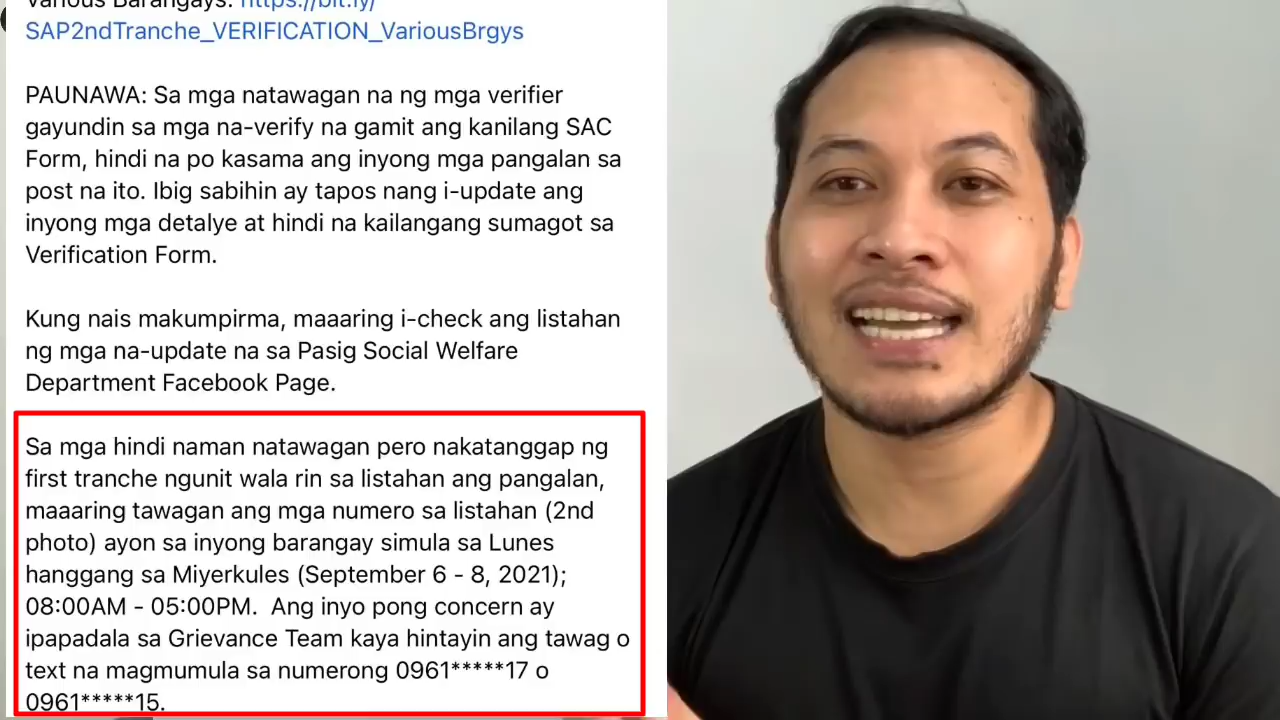 Various Barangays: https://bit.ly/
SAP2ndTranche_VERIFICATION_VariousBrgys
PAUNAWA: Sa mga natawagan na ng mga verifier
gayundin sa mga na-verify na gamit ang kanilang SAC
Form, hindi na po kasama ang inyong mga pangalan sa
post na ito. Ibig sabihin ay tapos nang i-update ang
inyong mga detalye at hindi na kailangang sumagot sa
Verification Form.
Kung nais makumpirma, maaaring i-check ang listahan
ng mga na-update na sa Pasig Social Welfare
Department Facebook Page.
Sa mga hindi naman natawagan pero nakatanggap ng
first tranche ngunit wala rin sa listahan ang pangalan,
maaaring tawagan ang mga numero sa listahan (2nd
photo) ayon sa inyong barangay simula sa Lunes
hanggang sa Miyerkules (September 6 - 8, 2021);
08:00AM - 05:00PM.  Ang inyo pong concern ay
ipapadala sa Grievance Team kaya hintayin ang tawag o
text na magmumula sa numerong 0961*****17 o
0961*****15.